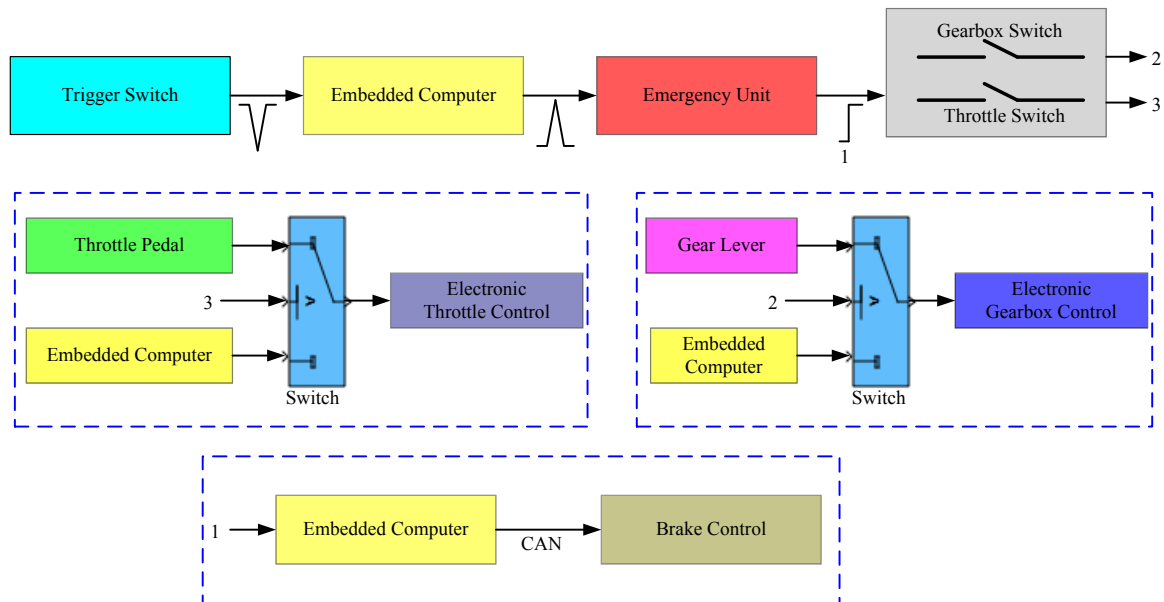 Trigger Switch
Embedded Computer
Emergency Unit
Gearbox Switch
Throttle Switch
2
3
1
Throttle Pedal
3
Embedded Computer
>
Switch
Electronic
Throttle Control
Gear Lever
2
Embedded
Computer
>
Switch
Electronic
Gearbox Control
1
Embedded Computer
CAN
Brake Control